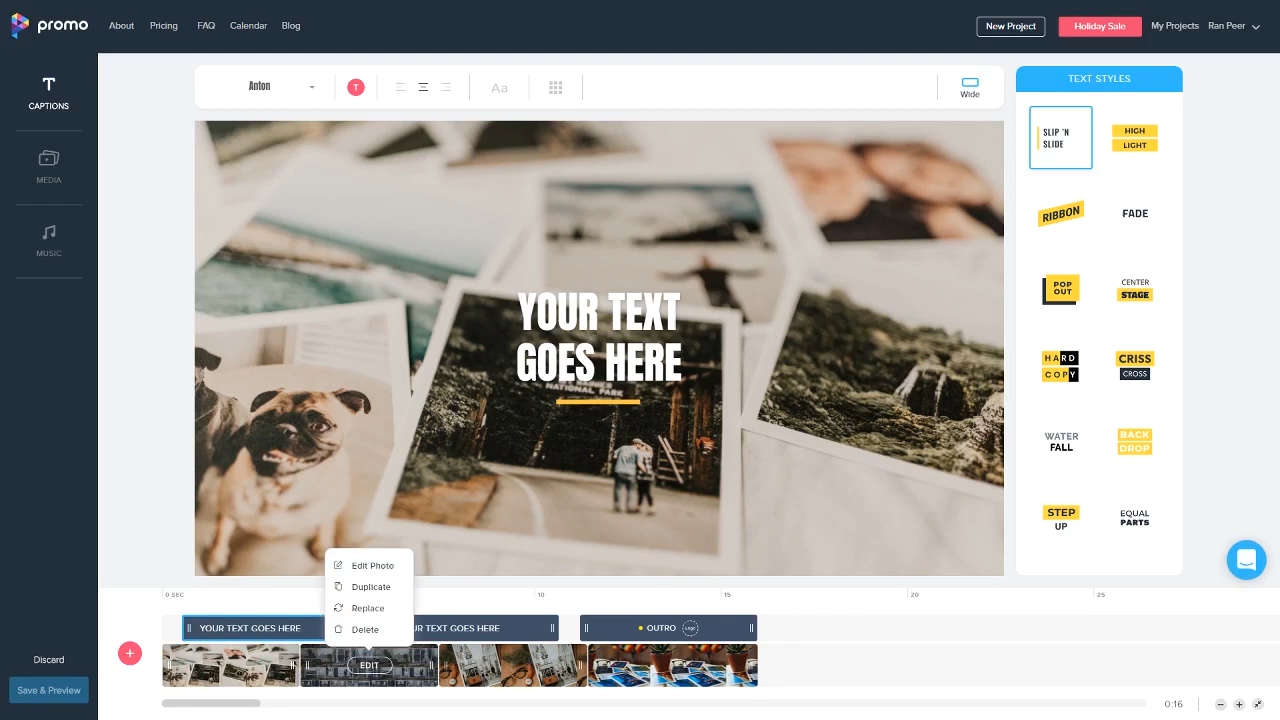 promo
About
Pricing
FAQ
Calendar
Blog
New Project
Holiday Sale
My Projects
Ran Peer
T
CAPTIONS
MEDIA
MUSIC
Discard
Save & Preview
Anton
T
Aa
Wide
YOUR TEXT
GOES HERE
TEXT STYLES
SLIP 'N
SLIDE
HIGH
LIGHT
RIBBON
FADE
POP
OUT
CENTER
STAGE
HARD
COPY
CRISS
CROSS
WATER
FALL
BACK
DROP
STEP
UP
EQUAL
PARTS
Edit Photo
Duplicate
Replace
Delete
0 SEC
10
15
20
25
YOUR TEXT GOES HERE
UR TEXT GOES HERE
OUTRO
Logo
EDIT
0:16